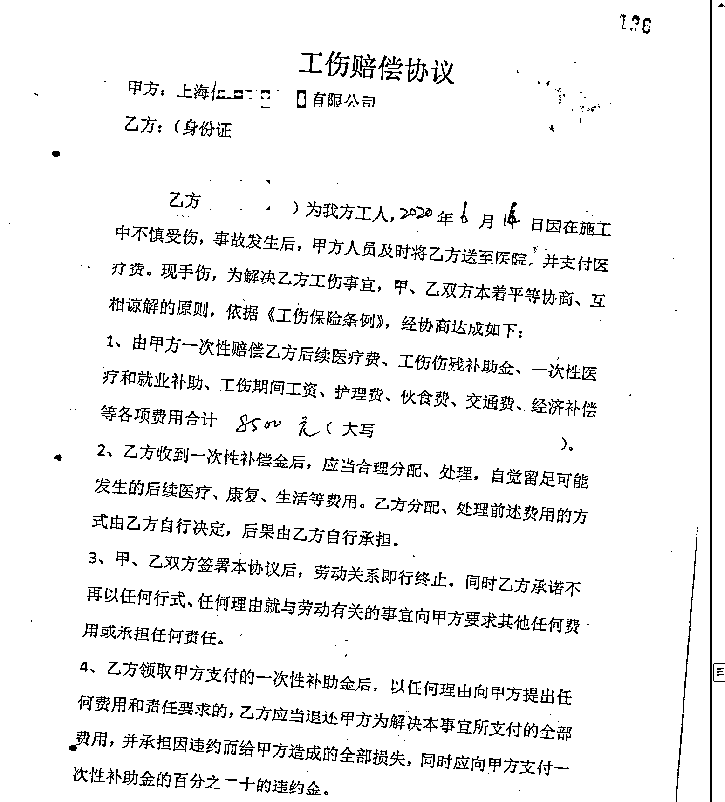 136
工伤赔偿协议
甲方：上海 有限公司
乙方：（身份证
乙方 ）为我方工人，2020年6月 日因在施工
中不慎受伤，事故发生后，甲方人员及时将乙方送至医院，并支付医
疗费。现手伤，为解决乙方工伤事宜，甲、乙双方本着平等协商、互
相谅解的原则，依据《工伤保险条例》，经协商达成如下：
1、由甲方一次性赔偿乙方后续医疗费、工伤伤残补助金、一次性医
疗和就业补助、工伤期间工资、护理费、伙食费、交通费、经济补偿
等各项费用合计 8500元（大写 ）。
2、乙方收到一次性补偿金后，应当合理分配、处理，自觉留足可能
发生的后续医疗、康复、生活等费用。乙方分配、处理前述费用的方
式由乙方自行决定，后果由乙方自行承担。
3、甲、乙双方签署本协议后，劳动关系即行终止。同时乙方承诺不
再以任何行式、任何理由就与劳动有关的事宜向甲方要求其他任何费
用或承担任何责任。
4、乙方领取甲方支付的一次性补助金后，以任何理由向甲方提出任
何费用和责任要求的，乙方应当退还甲方为解决本事宜所支付的全部
费用，并承担因违约而给甲方造成的全部损失，同时应向甲方支付一
次性补助金的百分之二十的违约金。